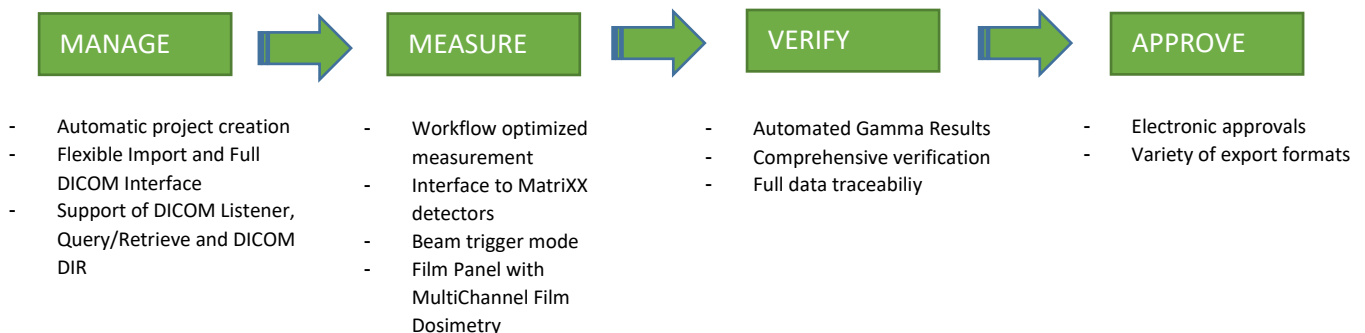 MANAGE
MEASURE
VERIFY
APPROVE
- Automatic project creation
- Flexible Import and Full
DICOM Interface
- Support of DICOM Listener,
Query/Retrieve and DICOM
DIR
- Workflow optimized
measurement
- Interface to MatriXX
detectors
- Beam trigger mode
- Film Panel with
MultiChannel Film
Dosimetry
- Automated Gamma Results
- Comprehensive verification
- Full data traceabiliy
- Electronic approvals
- Variety of export formats